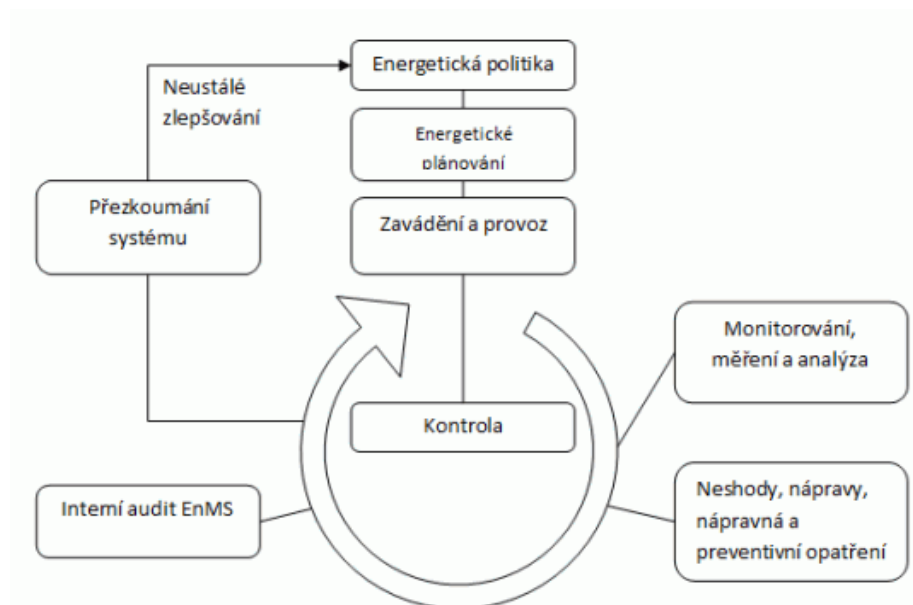 Energetická politika
Neustálé
zlepšování
Energetické
plánování
Přezkoumání
systému
Zavádění a provoz
Monitorování,
měření a analýza
Kontrola
Interní audit EnMS
Neshody, nápravy,
nápravná a
preventivní opatření